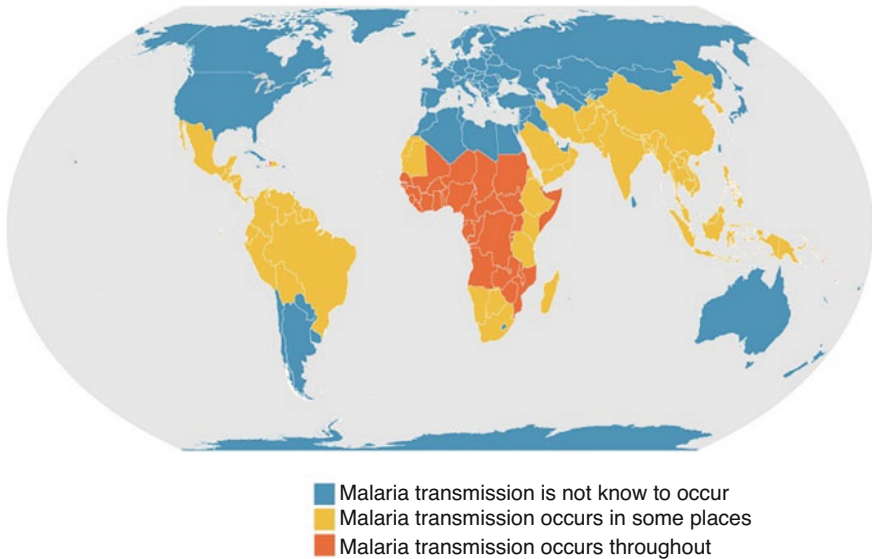 Malaria transmission is not know to occur
Malaria transmission occurs in some places
Malaria transmission occurs throughout